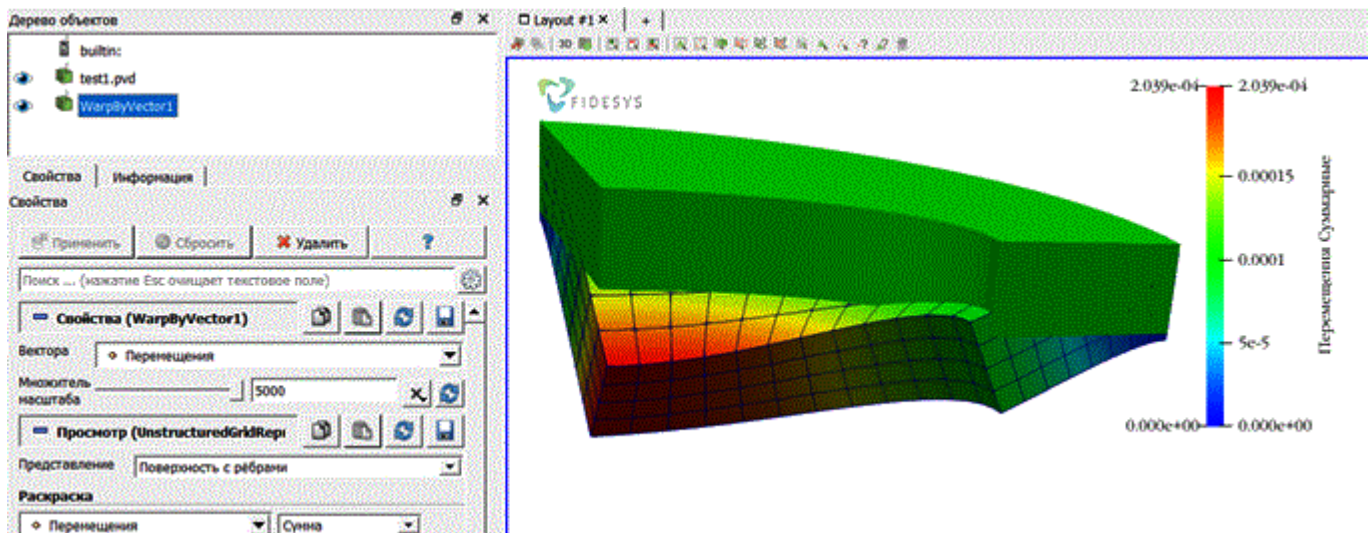 Дерево объектов
builtin:
test1.pvd
WarpByVector1
Свойства
Информация
Свойства
Применить
Сбросить
Удалить
?
Поиск ... (нажатие Esc очищает текстовое поле)
Свойства (WarpByVector1)
Вектора
Перемещения
Множитель масштаба
5000
Просмотр (UnstructuredGridRepr
Представление
Поверхность с рёбрами
Раскраска
Перемещения
Сумма
Layout #1
+
3D
FIDESYS
2.039e-04
2.039e-04
0.00015
0.0001
5e-5
0.000e+00
0.000e+00
Перемещения Суммарные